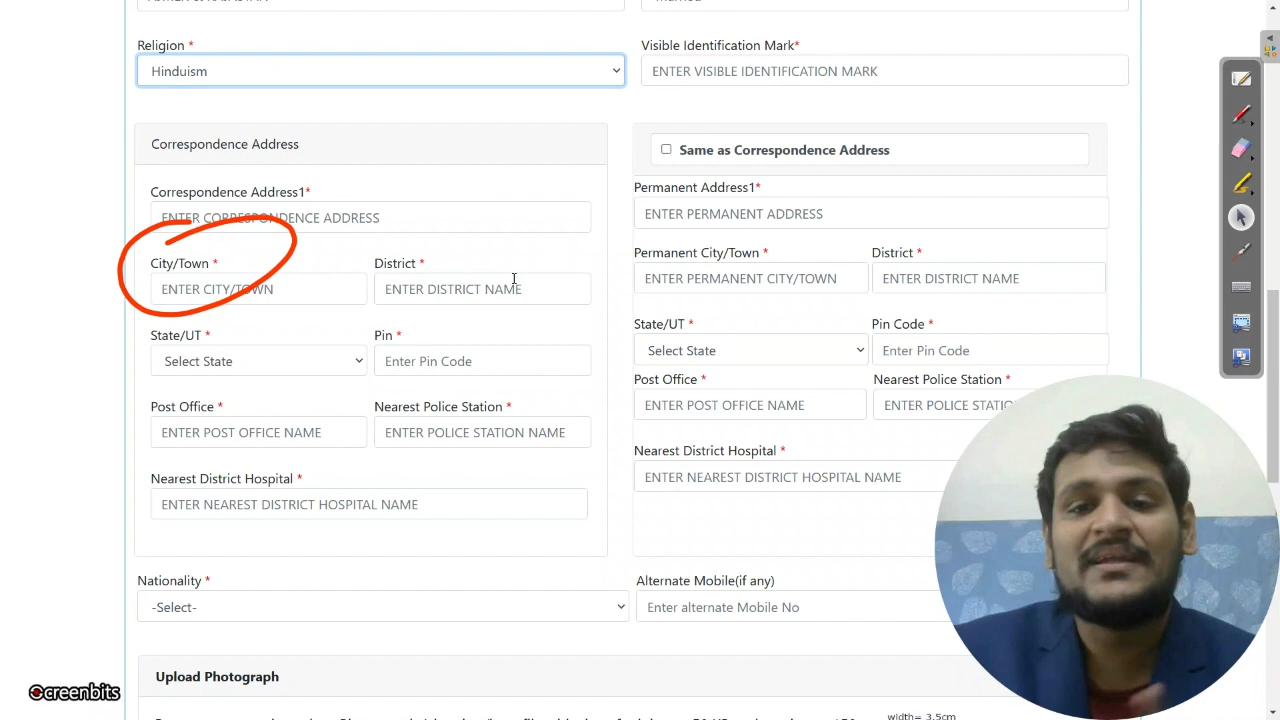 Religion *
Visible Identification Mark*
Hinduism
ENTER VISIBLE IDENTIFICATION MARK
Correspondence Address
Same as Correspondence Address
Correspondence Address1*
ENTER CORRESPONDENCE ADDRESS
Permanent Address1*
ENTER PERMANENT ADDRESS
City/Town *
District *
ENTER CITY/TOWN
ENTER DISTRICT NAME
Permanent City/Town *
District *
ENTER PERMANENT CITY/TOWN
ENTER DISTRICT NAME
State/UT *
Pin *
Select State
Enter Pin Code
State/UT *
Pin Code *
Select State
Enter Pin Code
Post Office *
Nearest Police Station *
ENTER POST OFFICE NAME
ENTER POLICE STATION NAME
Post Office *
Nearest Police Station *
ENTER POST OFFICE NAME
ENTER POLICE
Nearest District Hospital *
ENTER NEAREST DISTRICT HOSPITAL NAME
Nearest District Hospital *
ENTER NEAREST DISTRICT HOSPITAL NAME
Nationality *
Alternate Mobile(if any)
-Select-
Enter alternate Mobile No
Upload Photograph
width= 3.5cm
screenbits